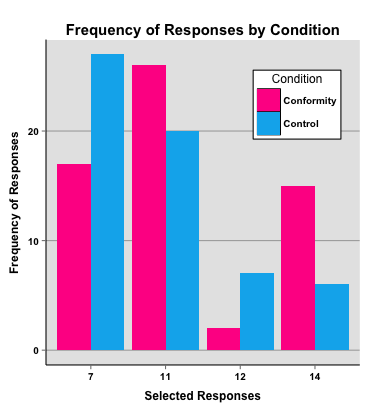 Frequency of Responses by Condition
Condition
Conformity
Control
Frequency of Responses
20
10
0
7 11 12 14
Selected Responses